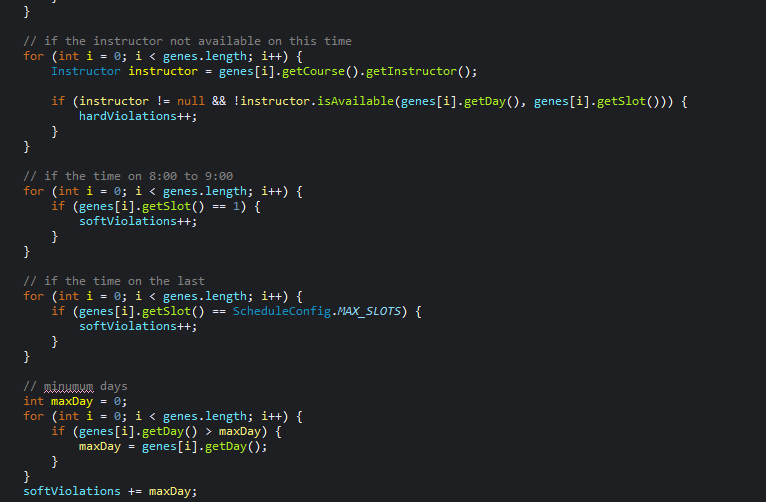 }
// if the instructor not available on this time
for (int i = 0; i < genes.length; i++) {
    Instructor instructor = genes[i].getCourse().getInstructor();
    if (instructor != null && !instructor.isAvailable(genes[i].getDay(), genes[i].getSlot())) {
        hardViolations++;
    }
}
// if the time on 8:00 to 9:00
for (int i = 0; i < genes.length; i++) {
    if (genes[i].getSlot() == 1) {
        softViolations++;
    }
}
// if the time on the last
for (int i = 0; i < genes.length; i++) {
    if (genes[i].getSlot() == ScheduleConfig.MAX_SLOTS) {
        softViolations++;
    }
}
// minumum days
int maxDay = 0;
for (int i = 0; i < genes.length; i++) {
    if (genes[i].getDay() > maxDay) {
        maxDay = genes[i].getDay();
    }
}
softViolations += maxDay;